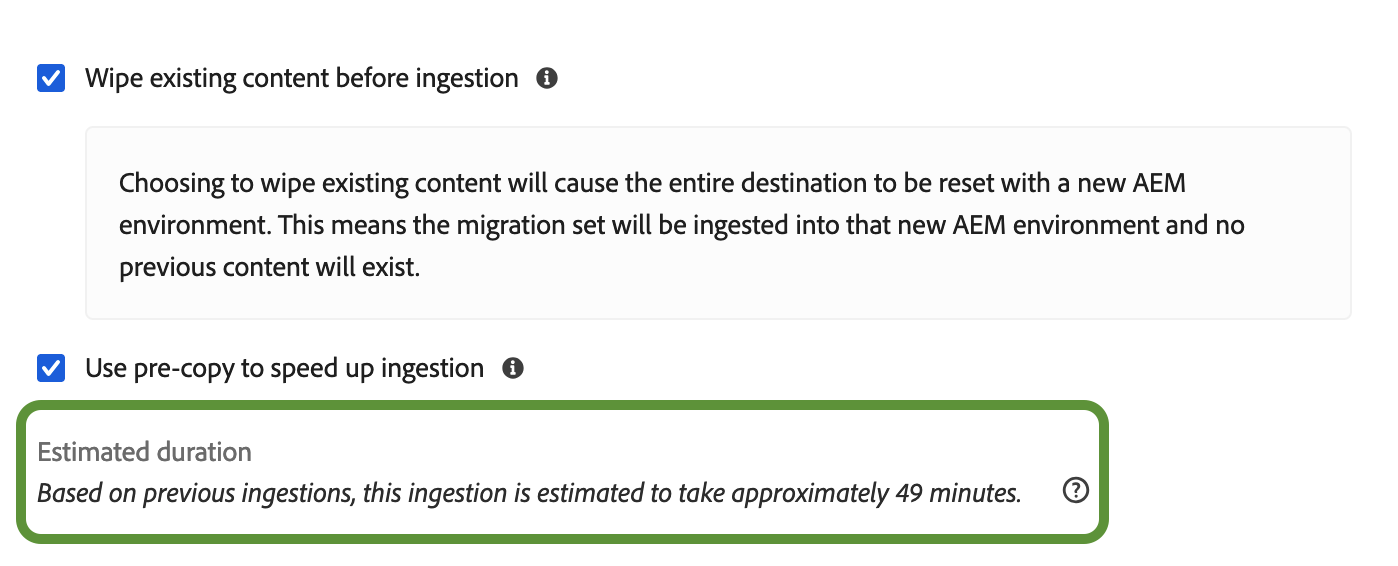 Wipe existing content before ingestion
Choosing to wipe existing content will cause the entire destination to be reset with a new AEM
environment. This means the migration set will be ingested into that new AEM environment and no
previous content will exist.
Use pre-copy to speed up ingestion
Estimated duration
Based on previous ingestions, this ingestion is estimated to take approximately 49 minutes.